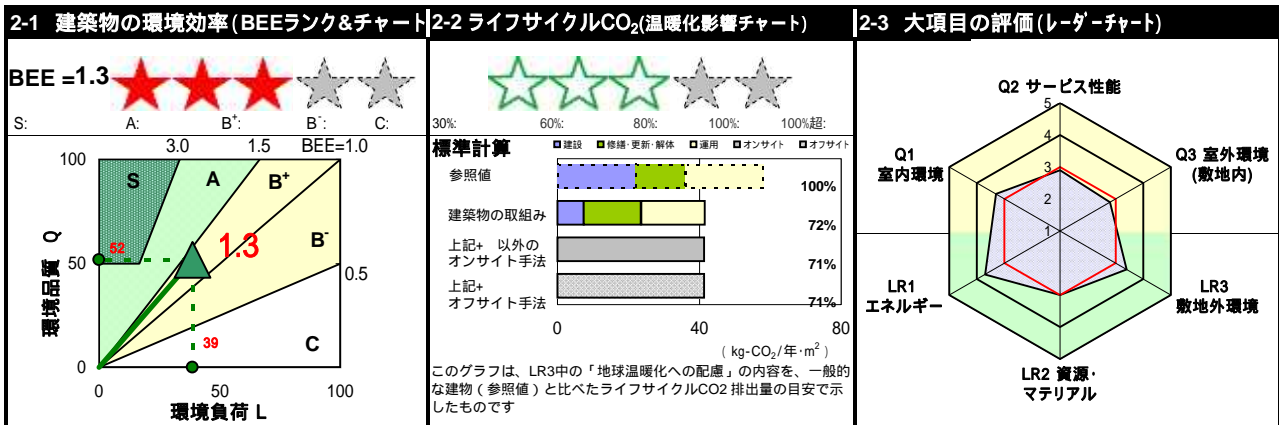 2-1 建築物の環境効率(BEEランク&チャート
BEE =1.3
S: A: B+: B-: C:
3.0 1.5 BEE=1.0
100
S A B+
B-
1.3
52
50
0.5
39
C
0
0 50 100
環境品質 Q
環境負荷 L
2-2 ライフサイクルCO2(温暖化影響チャート)
30%: 60%: 80%: 100%: 100%超:
標準計算
建設 修繕・更新・解体 運用 オンサイト オフサイト
参照値 100%
建築物の取組み 72%
上記+ 以外の
オンサイト手法 71%
上記+
オフサイト手法 71%
0 40 80
( kg-CO2/年・m2 )
このグラフは、LR3中の「地球温暖化への配慮」の内容を、一般的
な建物(参照値)と比べたライフサイクルCO2 排出量の目安で示
したものです
2-3 大項目の評価(レーダーチャート)
Q2 サービス性能
5
4
3
2
1
Q1
室内環境
Q3 室外環境
(敷地内)
LR1
エネルギー
LR3
敷地外環境
LR2 資源・
マテリアル